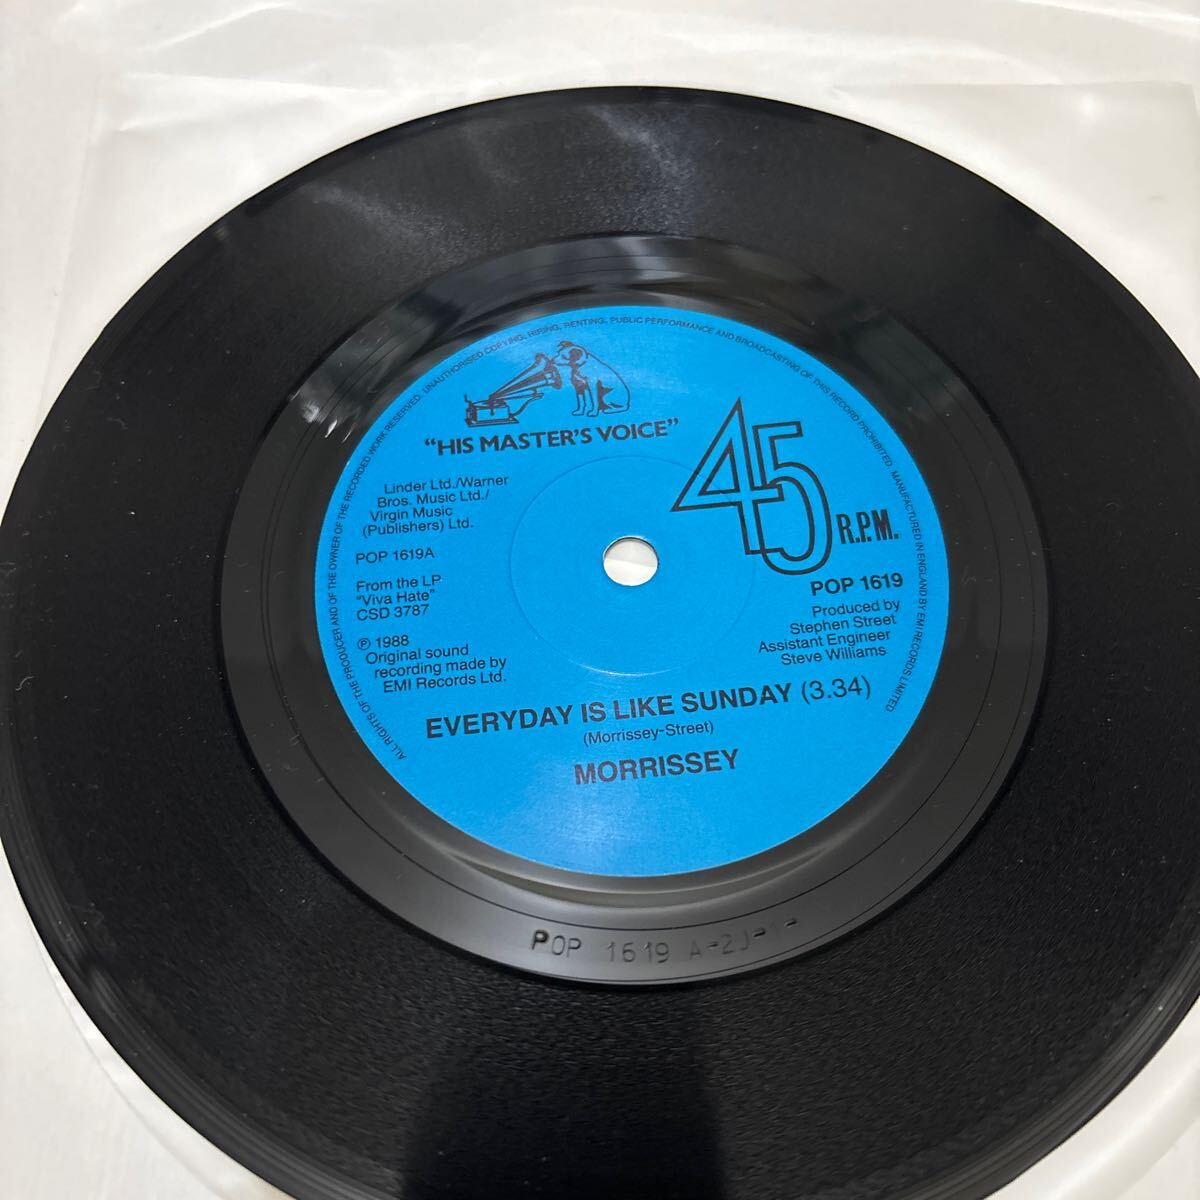 ALL RIGHTS OF THE PRODUCER AND OF THE OWNER OF THE RECORDED WORK RESERVED. UNAUTHORISED COPYING, HIRING, RENTING, PUBLIC PERFORMANCE AND BROADCASTING OF THIS RECORD PROHIBITED. MANUFACTURED IN ENGLAND BY EMI RECORDS LIMITED.
"HIS MASTER'S VOICE"
45 R.P.M.
Linder Ltd./Warner
Bros. Music Ltd./
Virgin Music
(Publishers) Ltd.
POP 1619A
From the LP
"Viva Hate"
CSD 3787
℗ 1988
Original sound
recording made by
EMI Records Ltd.
POP 1619
Produced by
Stephen Street
Assistant Engineer
Steve Williams
EVERYDAY IS LIKE SUNDAY (3.34)
(Morrissey-Street)
MORRISSEY
POP 1619 A-2J-1-